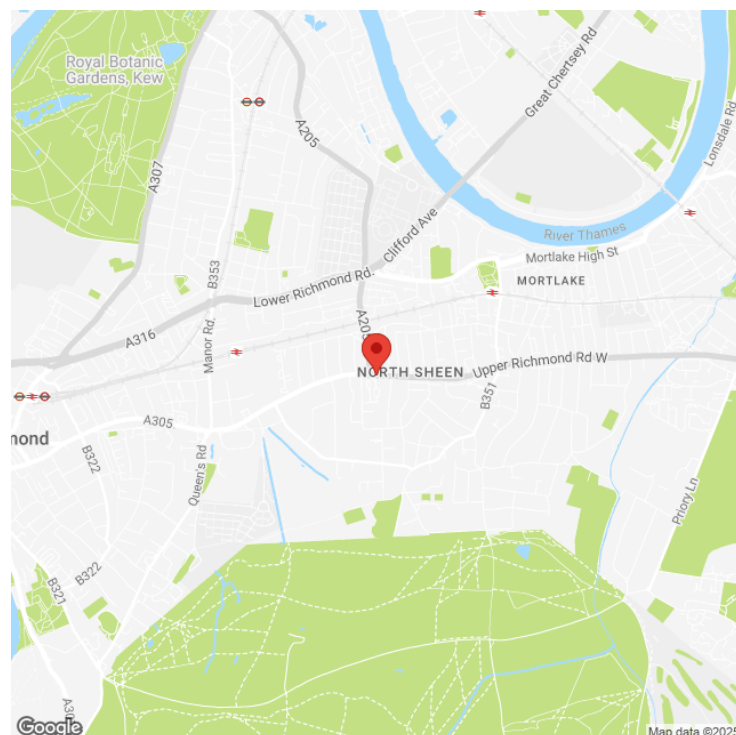 Royal Botanic
Gardens, Kew
A205
Great Chertsey Rd
Lonsdale Rd
A307
River Thames
Clifford Ave
Mortlake High St
B353
MORTLAKE
Lower Richmond Rd.
A316
Manor Rd.
A205
NORTH SHEEN
Upper Richmond Rd W
B351
A305
mond
B322
Queen's Rd
Priory Ln
B322
B321
Google
Map data ©2025